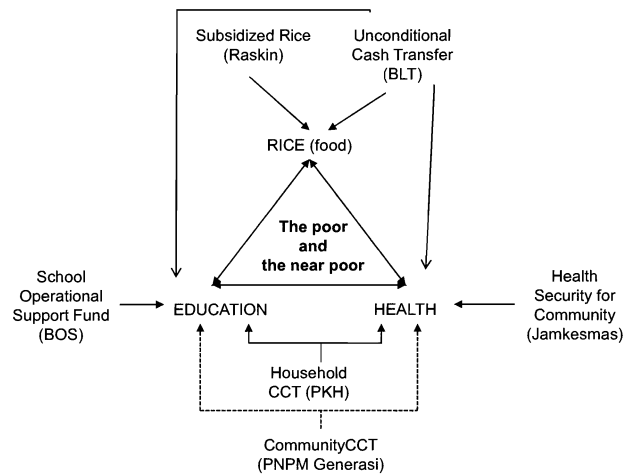 Subsidized Rice
(Raskin)
Unconditional
Cash Transfer
(BLT)
RICE (food)
The poor
and
the near poor
School
Operational
Support Fund
(BOS)
EDUCATION
HEALTH
Health
Security for
Community
(Jamkesmas)
Household
CCT (PKH)
CommunityCCT
(PNPM Generasi)